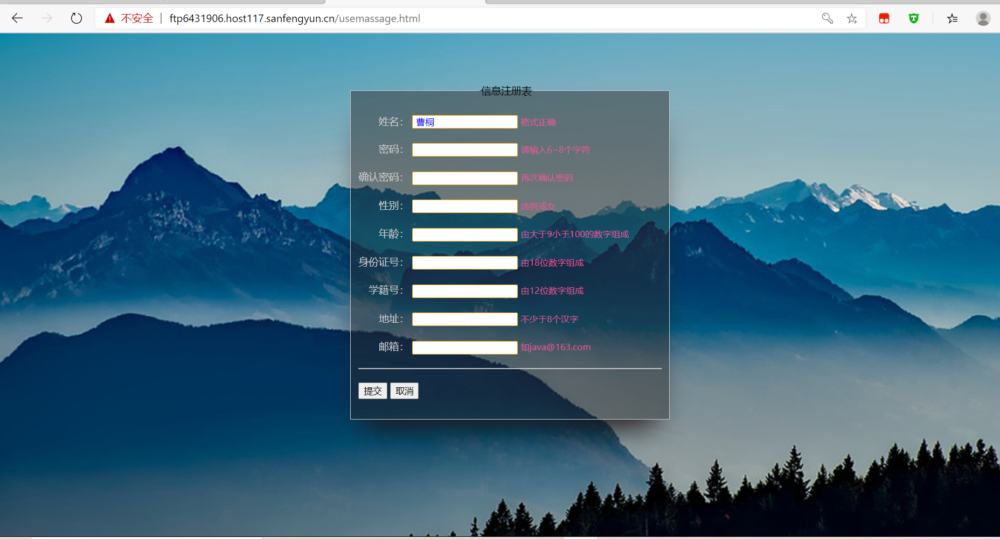 不安全 | ftp6431906.host117.sanfengyun.cn/usemassage.html
信息注册表
姓名： 曹桐 格式正确
密码： 请输入6~8个字符
确认密码： 再次确认密码
性别： 选男或女
年龄： 由大于9小于100的数字组成
身份证号： 由18位数字组成
学籍号： 由12位数字组成
地址： 不少于8个汉字
邮箱： 如java@163.com
提交 取消